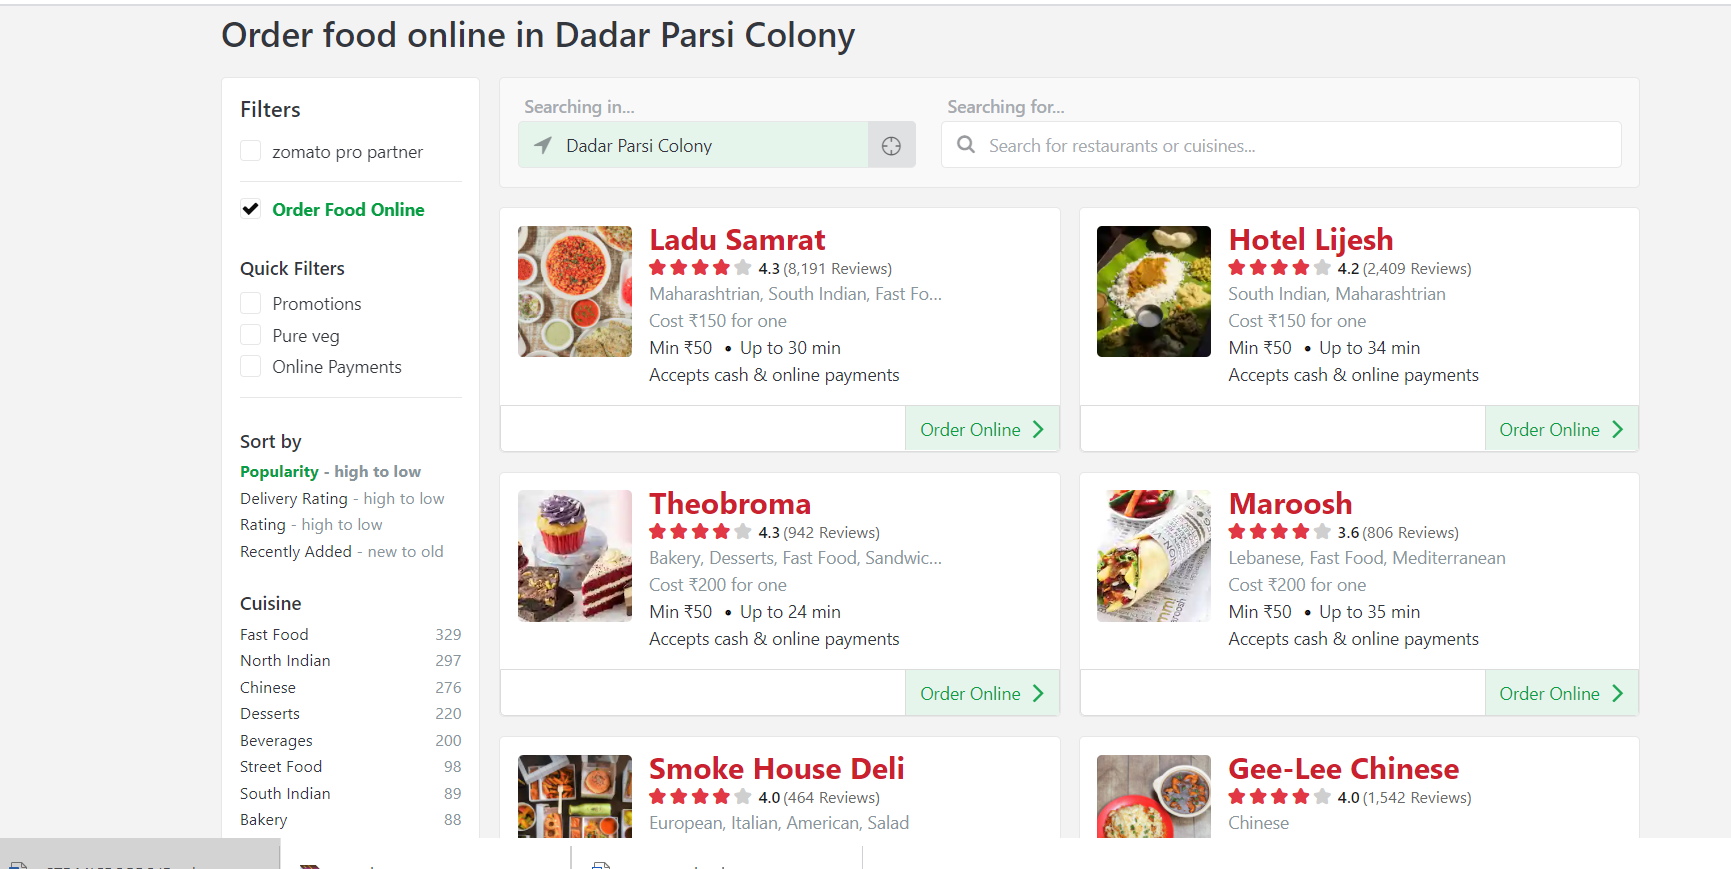 Order food online in Dadar Parsi Colony
Filters
zomato pro partner
Order Food Online
Quick Filters
Promotions
Pure veg
Online Payments
Sort by
Popularity - high to low
Delivery Rating - high to low
Rating - high to low
Recently Added - new to old
Cuisine
Fast Food 329
North Indian 297
Chinese 276
Desserts 220
Beverages 200
Street Food 98
South Indian 89
Bakery 88
Searching in...
Dadar Parsi Colony
Searching for...
Search for restaurants or cuisines...
Ladu Samrat
4.3 (8,191 Reviews)
Maharashtrian, South Indian, Fast Fo...
Cost ₹150 for one
Min ₹50 • Up to 30 min
Accepts cash & online payments
Order Online
Hotel Lijesh
4.2 (2,409 Reviews)
South Indian, Maharashtrian
Cost ₹150 for one
Min ₹50 • Up to 34 min
Accepts cash & online payments
Order Online
Theobroma
4.3 (942 Reviews)
Bakery, Desserts, Fast Food, Sandwic...
Cost ₹200 for one
Min ₹50 • Up to 24 min
Accepts cash & online payments
Order Online
Maroosh
3.6 (806 Reviews)
Lebanese, Fast Food, Mediterranean
Cost ₹200 for one
Min ₹50 • Up to 35 min
Accepts cash & online payments
Order Online
Smoke House Deli
4.0 (464 Reviews)
European, Italian, American, Salad
Gee-Lee Chinese
4.0 (1,542 Reviews)
Chinese